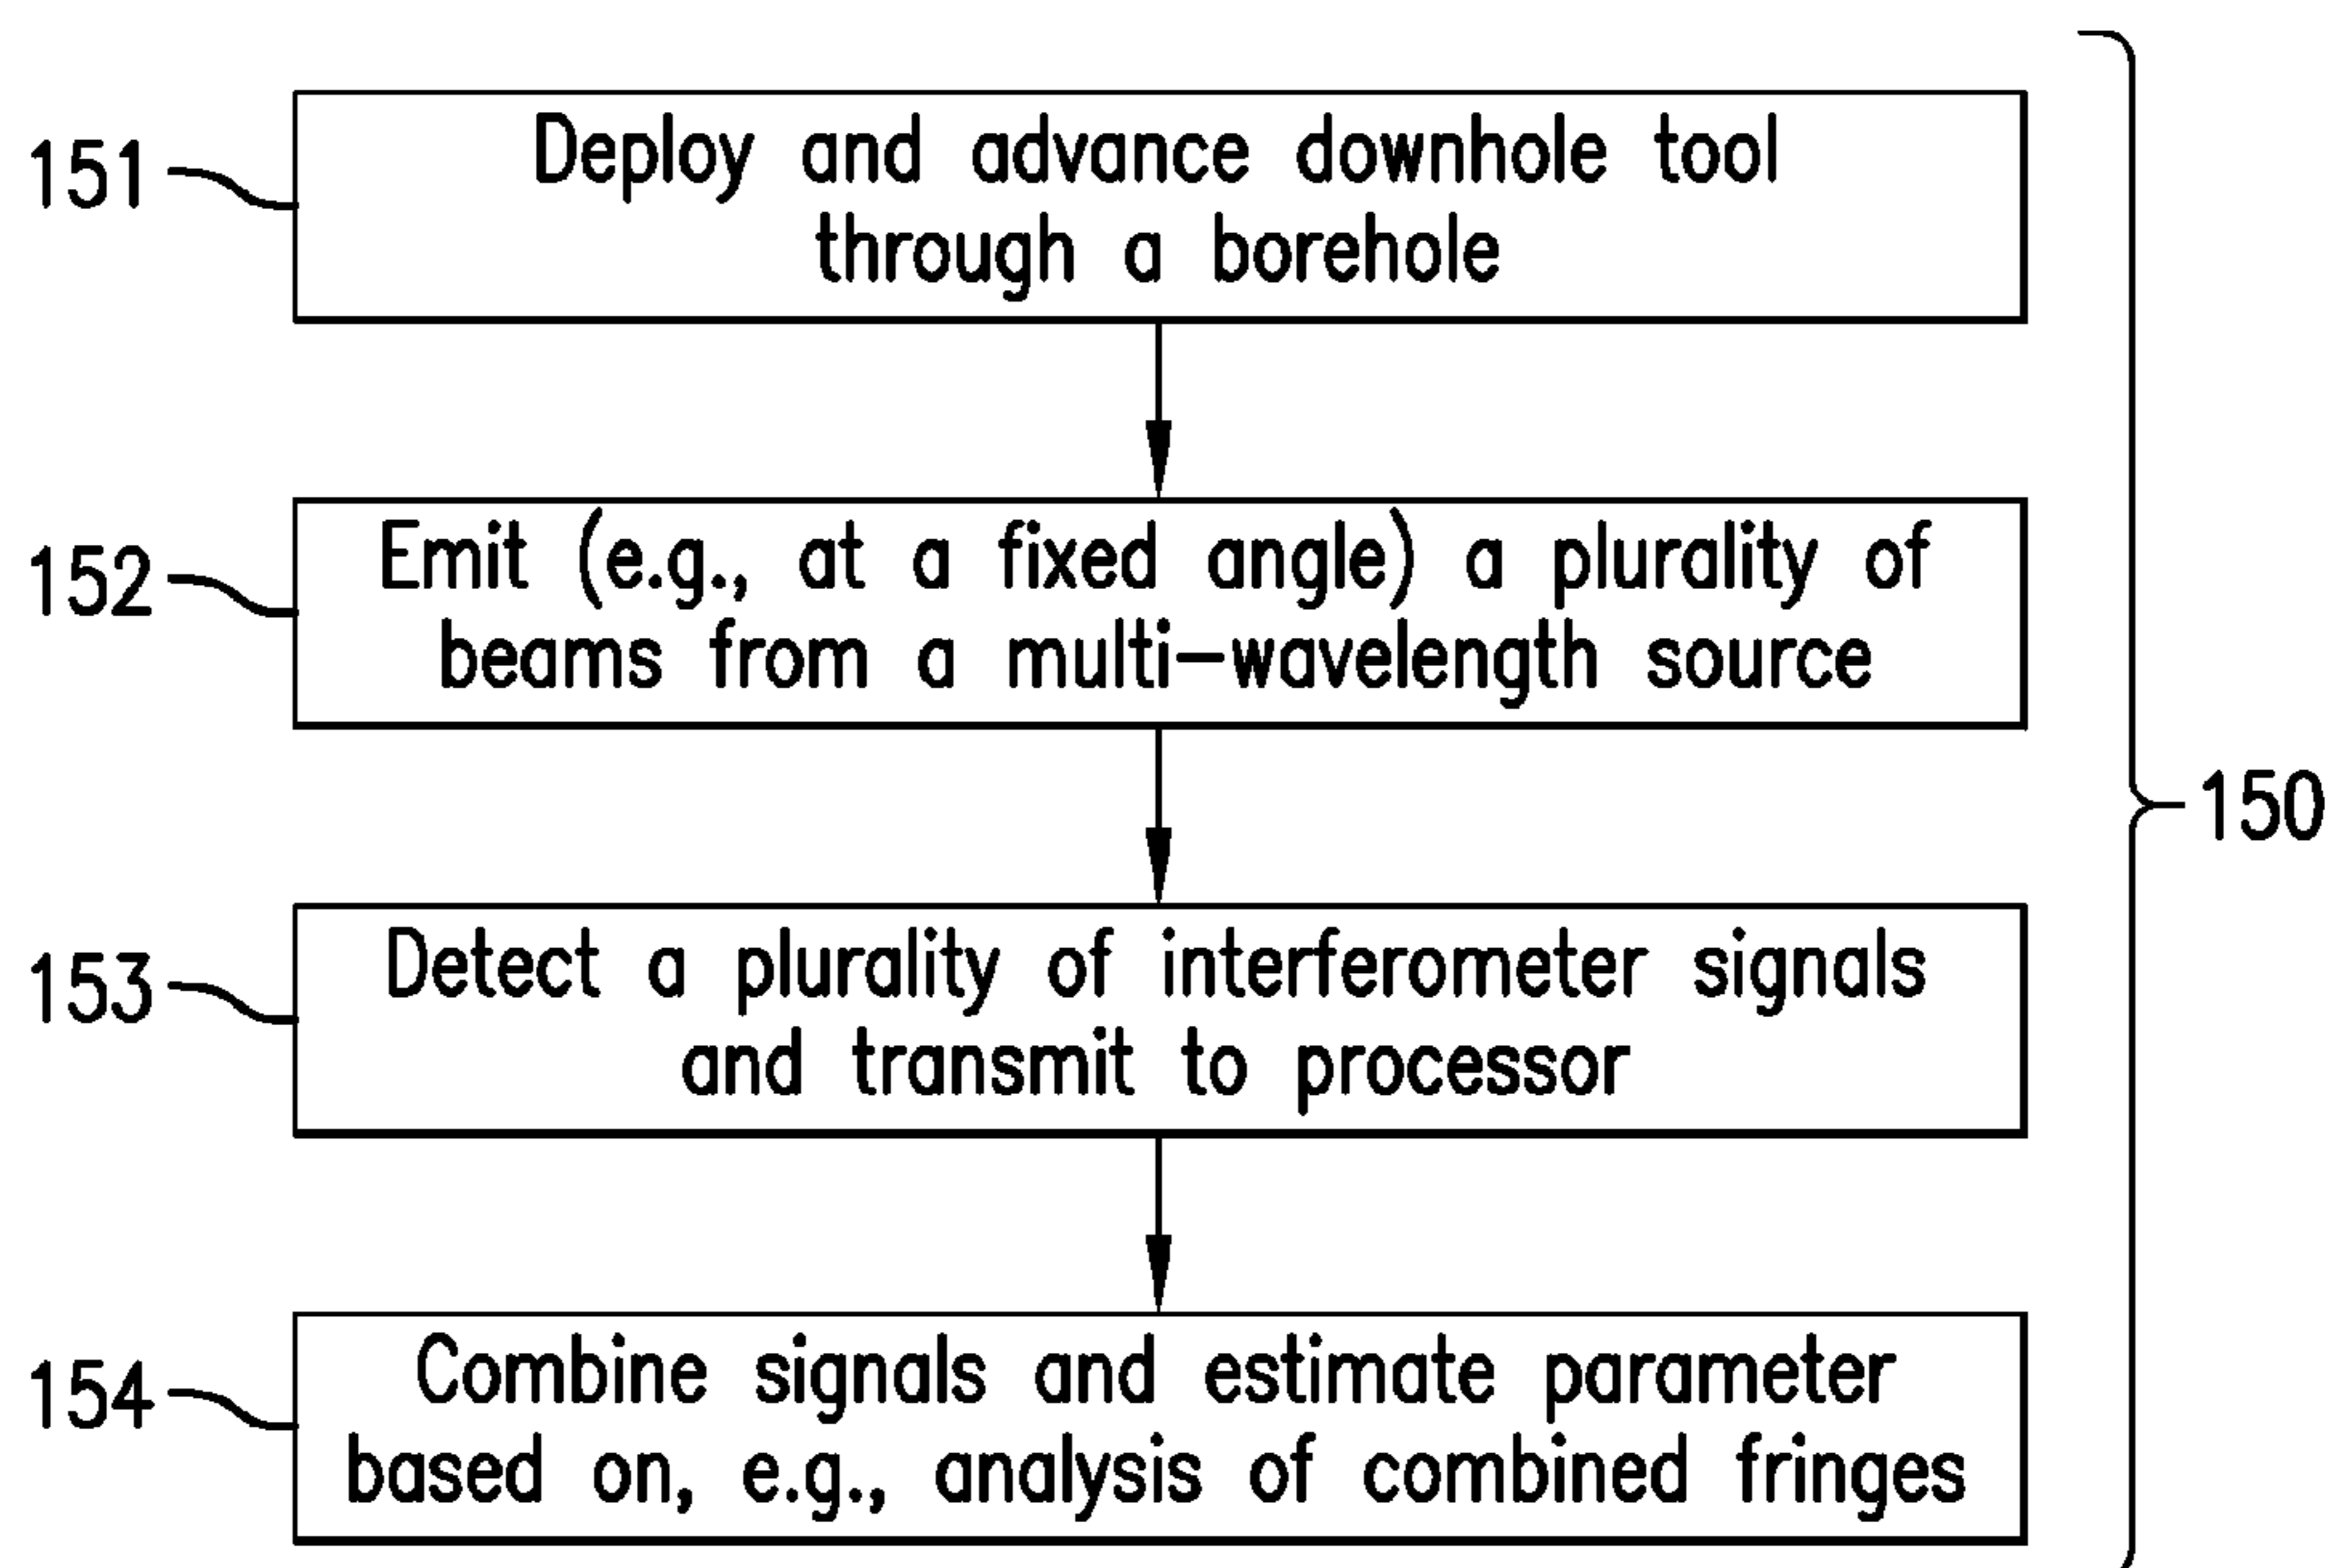 151
Deploy and advance downhole tool
through a borehole
152
Emit (e.g., at a fixed angle) a plurality of
beams from a multi-wavelength source
150
153
Detect a plurality of interferometer signals
and transmit to processor
154
Combine signals and estimate parameter
based on, e.g., analysis of combined fringes